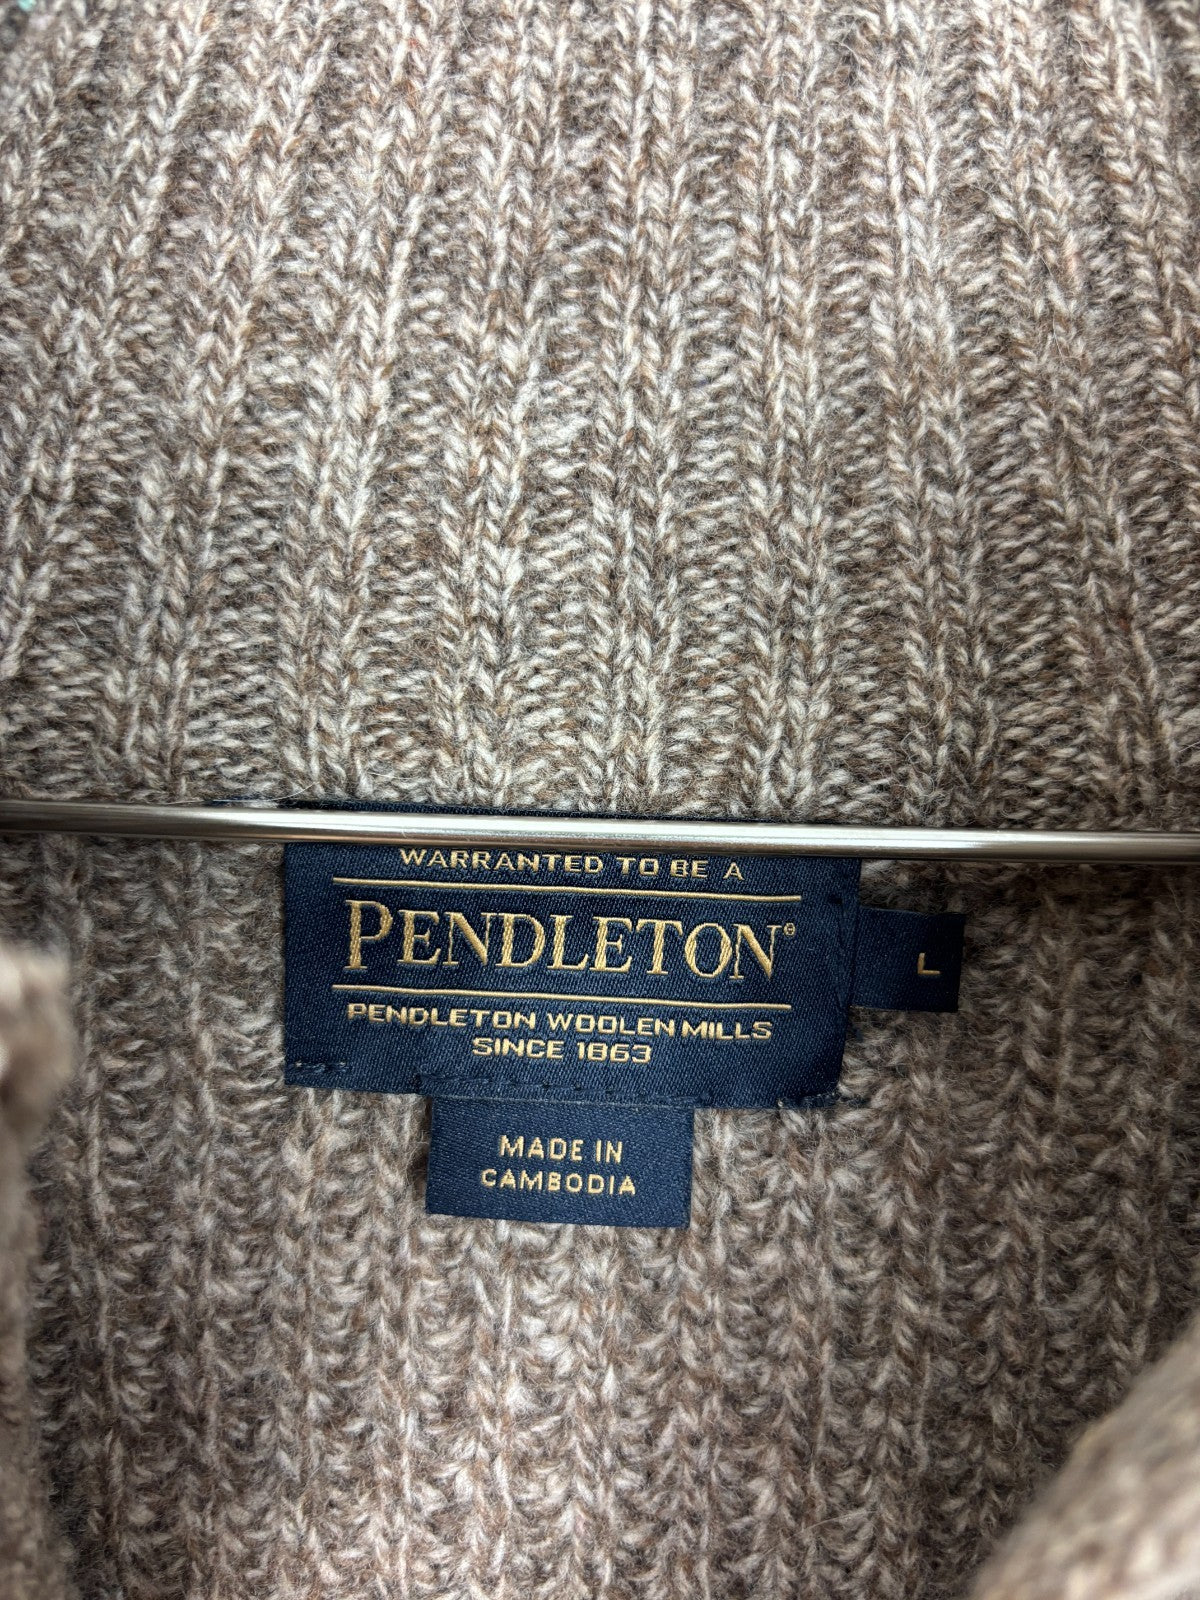 WARRANTED TO BE A
PENDLETON®
PENDLETON WOOLEN MILLS
SINCE 1863
L
MADE IN
CAMBODIA